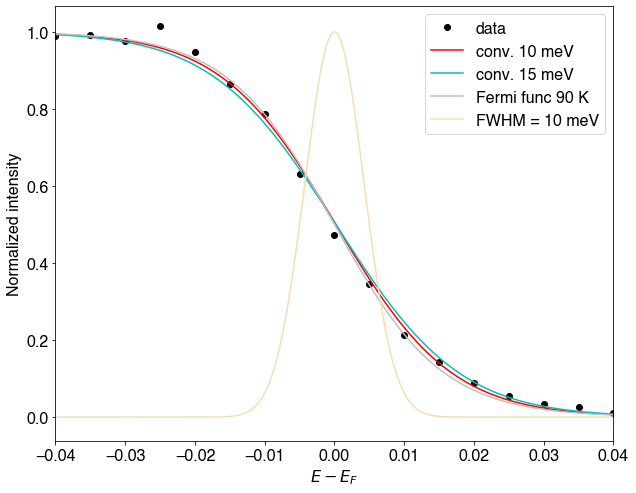 data
conv. 10 meV
conv. 15 meV
Fermi func 90 K
FWHM = 10 meV
1.0
0.8
0.6
0.4
0.2
0.0
Normalized intensity
−0.04 −0.03 −0.02 −0.01 0.00 0.01 0.02 0.03 0.04
E − E_F